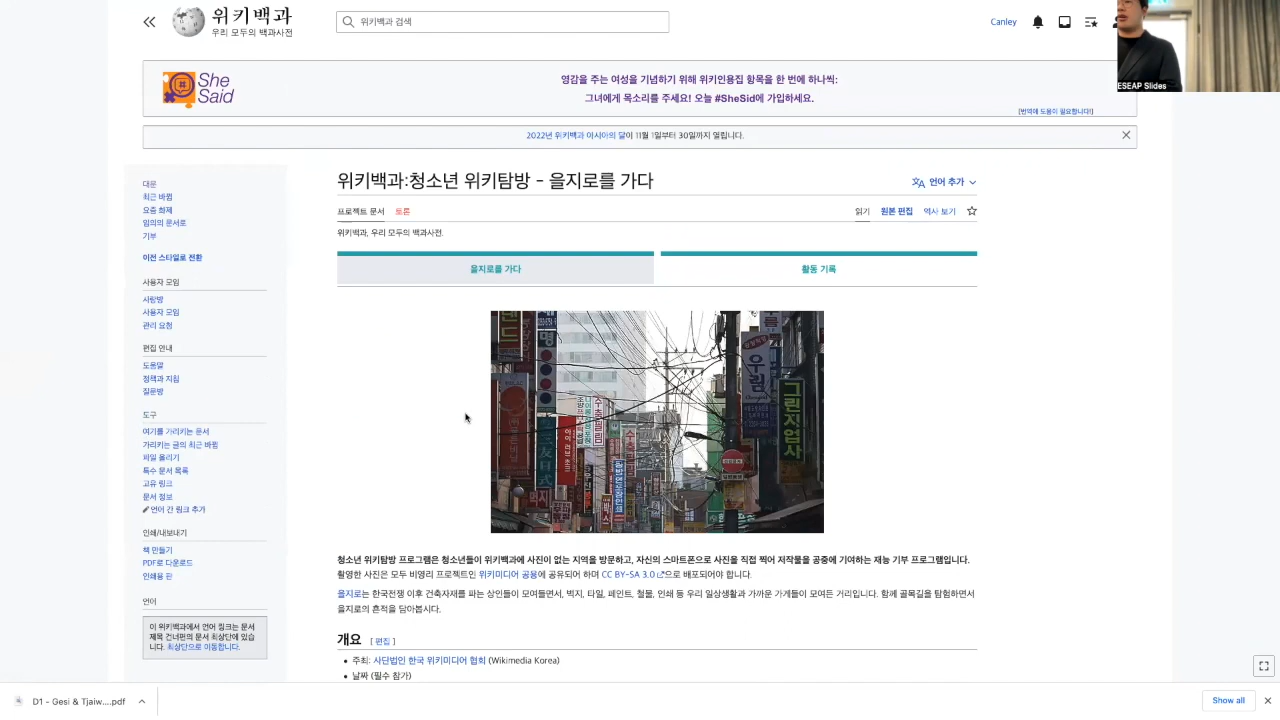 위키백과
우리 모두의 백과사전
위키백과 검색
Canley
ESEAP Slides
She
Said
영감을 주는 여성을 기념하기 위해 위키인용집 항목을 한 번에 하나씩:
그녀에게 목소리를 주세요! 오늘 #SheSid에 가입하세요.
[번역에 도움이 필요합니다!]
2022년 위키백과 아시아의 달이 11월 1일부터 30일까지 열립니다.
대문
최근 바뀜
요즘 화제
임의의 문서로
기부
이전 스타일로 전환
사용자 모임
사랑방
사용자 모임
관리 요청
편집 안내
도움말
정책과 지침
질문방
도구
여기를 가리키는 문서
가리키는 글의 최근 바뀜
파일 올리기
특수 문서 목록
고유 링크
문서 정보
언어 간 링크 추가
인쇄/내보내기
책 만들기
PDF로 다운로드
인쇄용 판
언어
이 위키백과에서 언어 링크는 문서
제목 건너편의 문서 최상단에 있습
니다. 최상단으로 이동합니다.
위키백과:청소년 위키탐방 – 을지로를 가다
언어 추가
프로젝트 문서
토론
읽기
원본 편집
역사 보기
위키백과, 우리 모두의 백과사전.
을지로를 가다
활동 기록
우림
그린지업사
청소년 위키탐방 프로그램은 청소년들이 위키백과에 사진이 없는 지역을 방문하고, 자신의 스마트폰으로 사진을 직접 찍어 저작물을 공중에 기여하는 재능 기부 프로그램입니다.
촬영한 사진은 모두 비영리 프로젝트인 위키미디어 공용에 공유되어 하며 CC BY-SA 3.0으로 배포되어야 합니다.
을지로는 한국전쟁 이후 건축자재를 파는 상인들이 모여들면서, 벽지, 타일, 페인트, 철물, 인쇄 등 우리 일상생활과 가까운 가게들이 모여든 거리입니다. 함께 골목길을 탐험하면서
을지로의 흔적을 담아봅시다.
개요 [편집]
주최: 사단법인 한국 위키미디어 협회 (Wikimedia Korea)
날짜 (필수 참가)
D1 - Gesi & Tjaiw....pdf
Show all